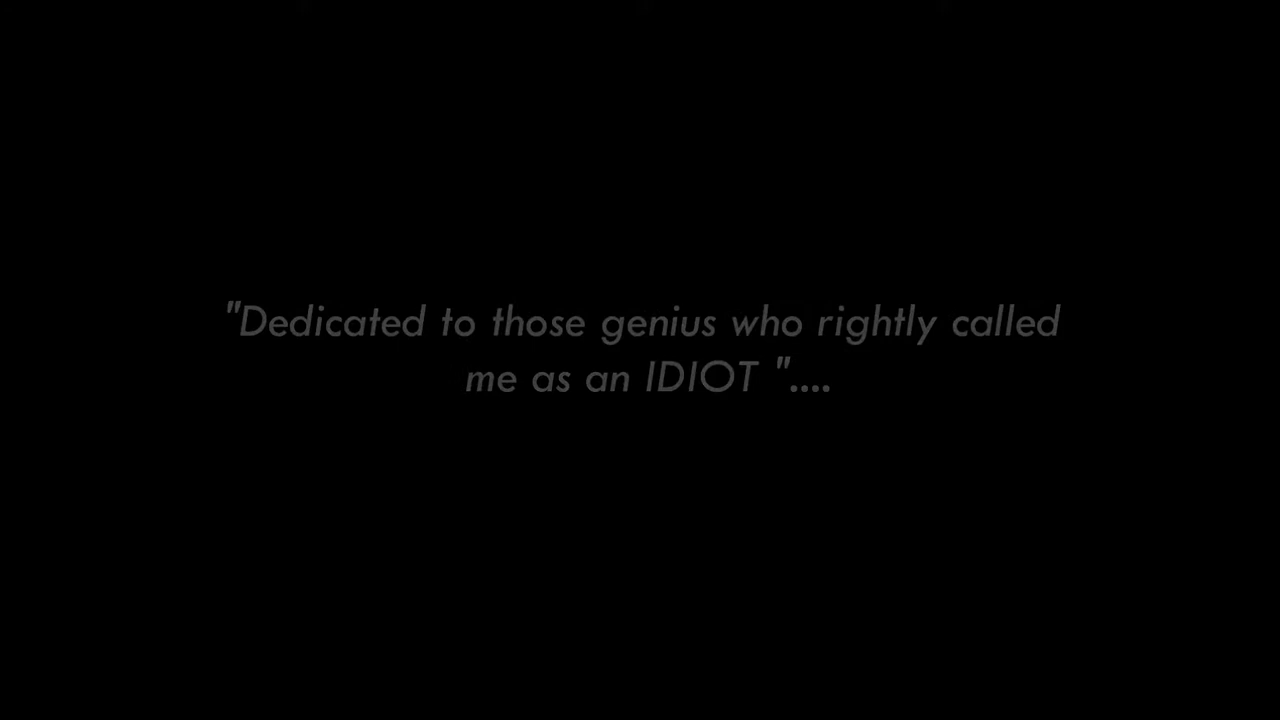 "Dedicated to those genius who rightly called
me as an IDIOT "....